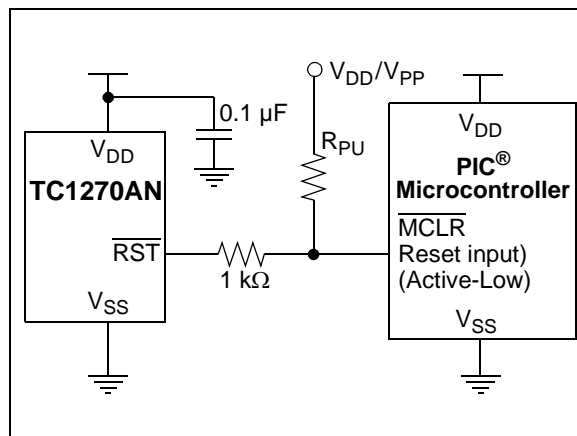 V_DD/V_PP
0.1 µF
V_DD
R_PU
V_DD
TC1270AN
PIC®
Microcontroller
RST
MCLR
Reset input)
(Active-Low)
1 kΩ
V_SS
V_SS